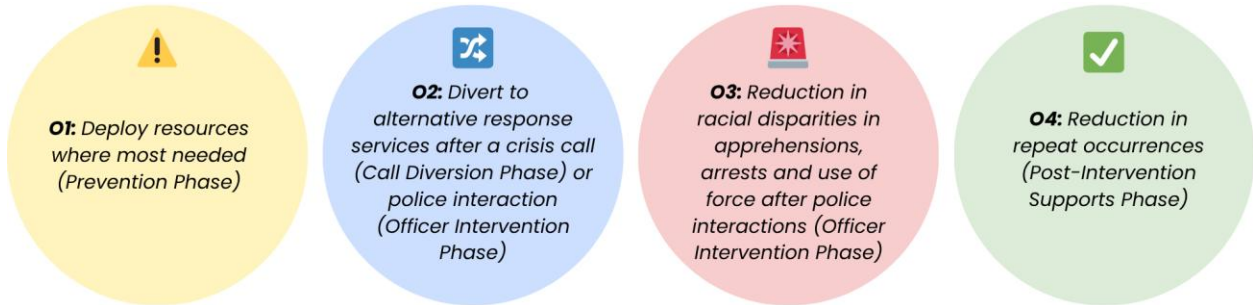 O1: Deploy resources
where most needed
(Prevention Phase)
O2: Divert to
alternative response
services after a crisis call
(Call Diversion Phase) or
police interaction
(Officer Intervention
Phase)
O3: Reduction in
racial disparities in
apprehensions,
arrests and use of
force after police
interactions (Officer
Intervention Phase)
O4: Reduction in
repeat occurrences
(Post-Intervention
Supports Phase)